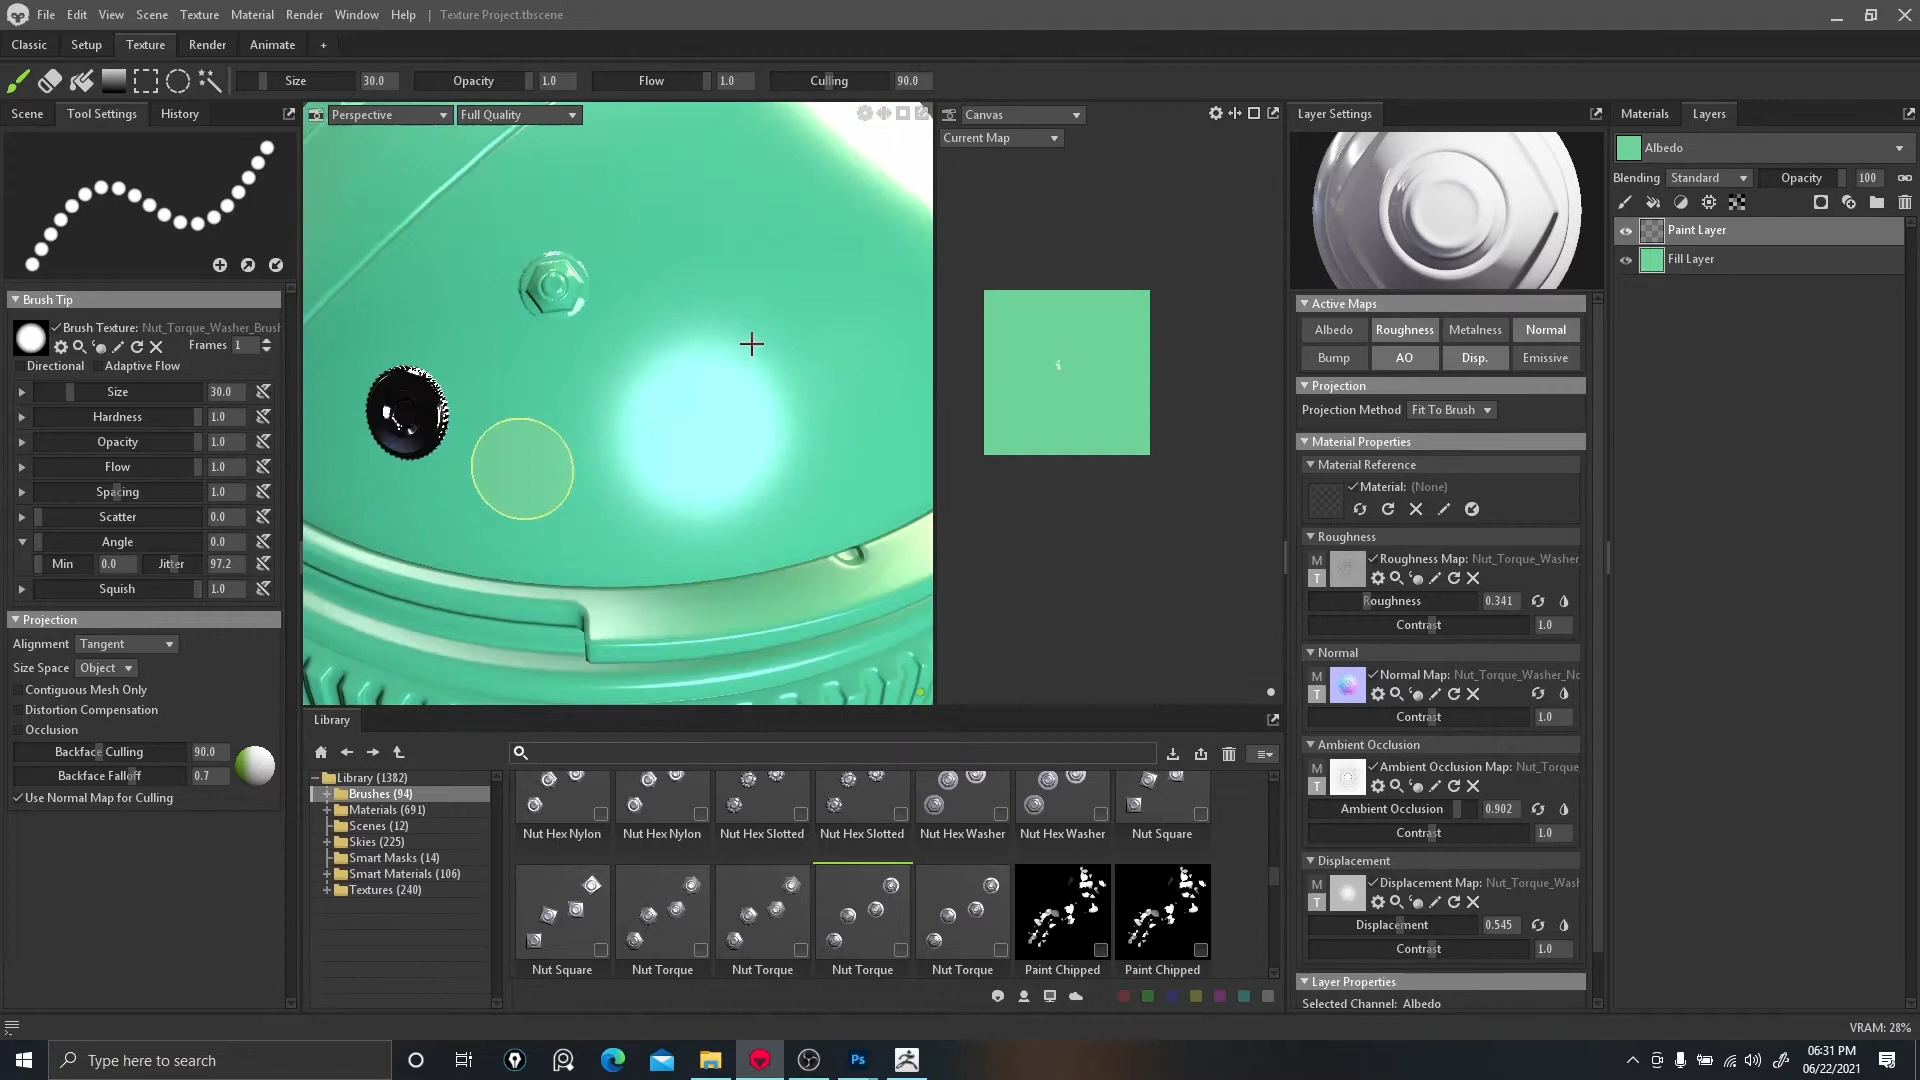 File Edit View Scene Texture Material Render Window Help | Texture Project.tbscene
Classic Setup Texture Render Animate +
Size 30.0 Opacity 1.0 Flow 1.0 Culling 90.0
Scene Tool Settings History
Brush Tip
Brush Texture: Nut_Torque_Washer_Brush
Frames 1
Directional Adaptive Flow
Size 30.0
Hardness 1.0
Opacity 1.0
Flow 1.0
Spacing 1.0
Scatter 0.0
Angle 0.0
Min 0.0 Jitter 97.2
Squish 1.0
Projection
Alignment Tangent
Size Space Object
Contiguous Mesh Only
Distortion Compensation
Occlusion
Backface Culling 90.0
Backface Falloff 0.7
Use Normal Map for Culling
Perspective Full Quality
Canvas
Current Map
Library
Library (1382)
Brushes (94)
Materials (691)
Scenes (12)
Skies (225)
Smart Masks (14)
Smart Materials (106)
Textures (240)
Nut Hex Nylon Nut Hex Nylon Nut Hex Slotted Nut Hex Slotted Nut Hex Washer Nut Hex Washer Nut Square
Nut Square Nut Torque Nut Torque Nut Torque Nut Torque Paint Chipped Paint Chipped
Layer Settings
Active Maps
Albedo Roughness Metalness Normal
Bump AO Disp. Emissive
Projection
Projection Method Fit To Brush
Material Properties
Material Reference
Material: (None)
Roughness
M
T
Roughness Map: Nut_Torque_Washer
Roughness 0.341
Contrast 1.0
Normal
M
T
Normal Map: Nut_Torque_Washer_No
Contrast 1.0
Ambient Occlusion
M
T
Ambient Occlusion Map: Nut_Torque
Ambient Occlusion 0.902
Contrast 1.0
Displacement
M
T
Displacement Map: Nut_Torque_Wash
Displacement 0.545
Contrast 1.0
Layer Properties
Selected Channel: Albedo
Materials Layers
Albedo
Blending Standard Opacity 100
Paint Layer
Fill Layer
VRAM: 28%
Type here to search
Ps
06:31 PM
06/22/2021